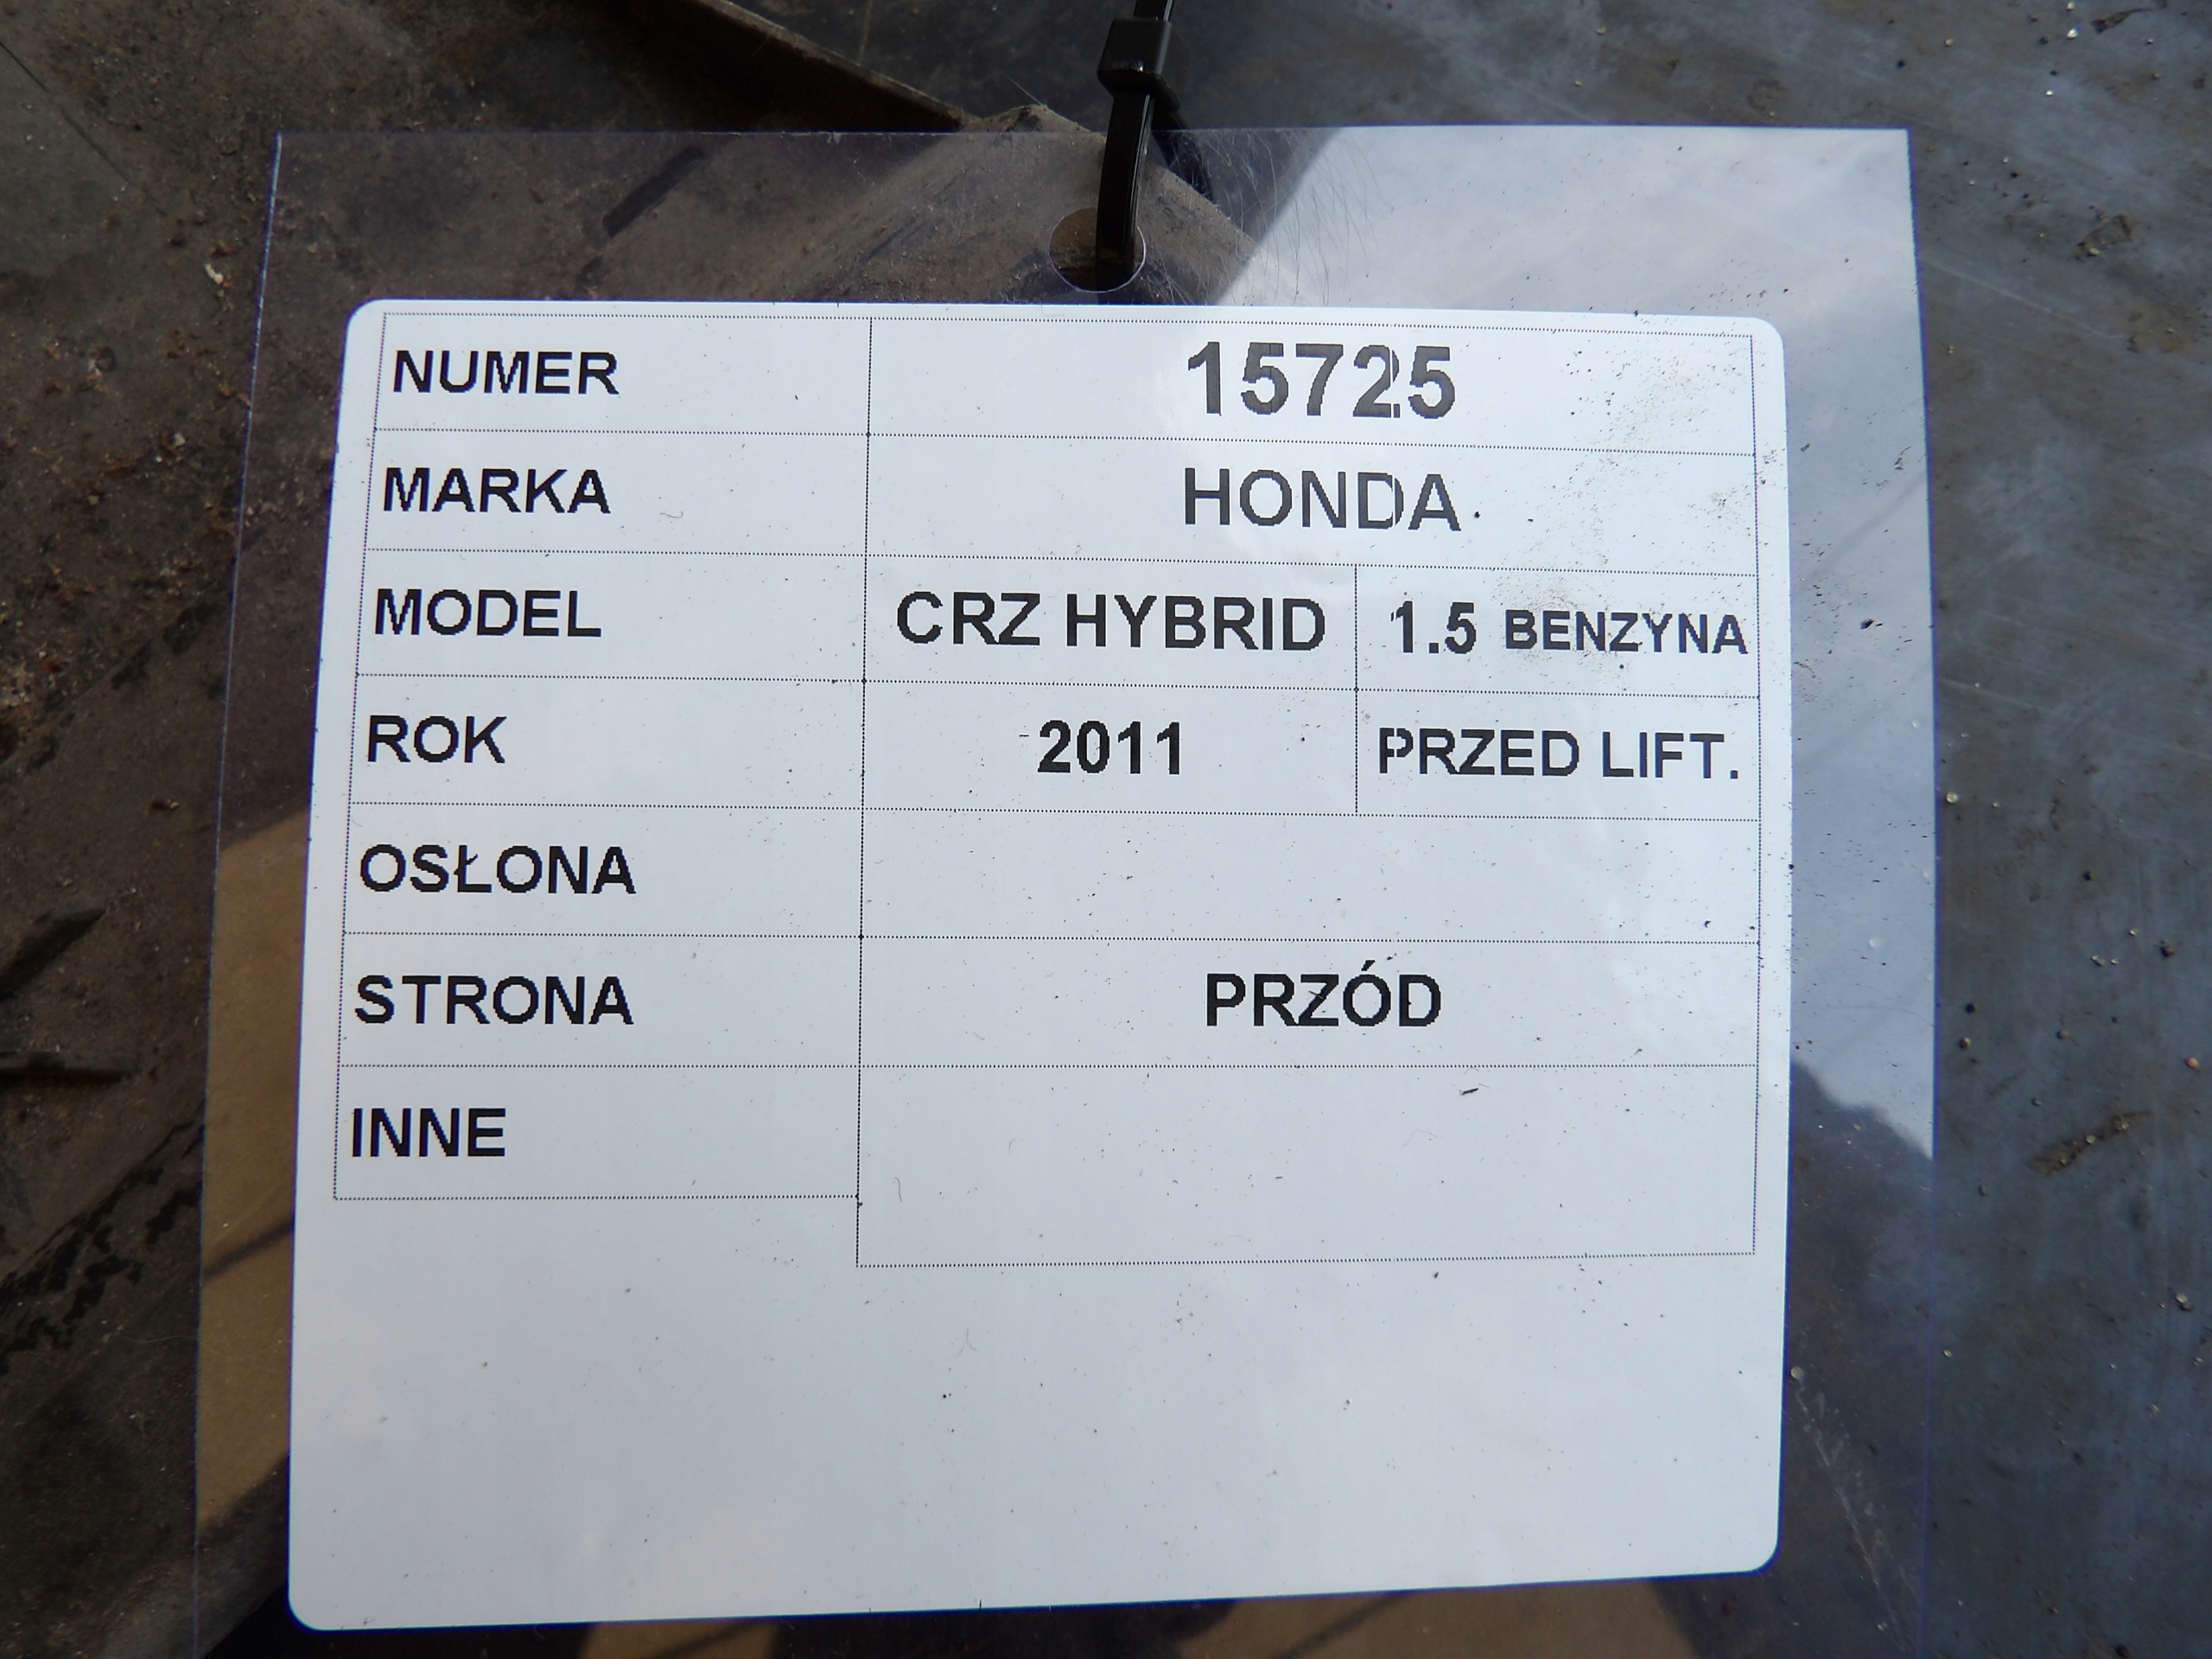 NUMER 15725
MARKA HONDA
MODEL CRZ HYBRID 1.5 BENZYNA
ROK 2011 PRZED LIFT.
OSŁONA
STRONA PRZÓD
INNE